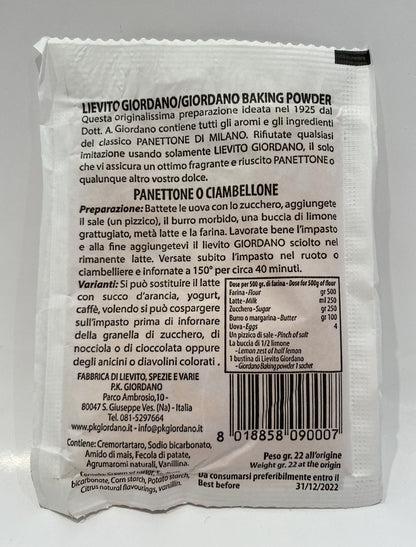 LIEVITO GIORDANO/GIORDANO BAKING POWDER
Questa originalissima preparazione ideata nel 1925 dal
Dott. A. Giordano contiene tutti gli aromi e gli ingredienti
del classico PANETTONE DI MILANO. Rifiutate qualsiasi
imitazione usando solamente LIEVITO GIORDANO, il solo
che vi assicura un ottimo fragrante e riuscito PANETTONE o
qualunque altro vostro dolce.
PANETTONE O CIAMBELLONE
Preparazione: Battete le uova con lo zucchero, aggiungete
il sale (un pizzico), il burro morbido, una buccia di limone
grattugiato, metà latte e la farina. Lavorate bene l'impasto
e alla fine aggiungetevi il lievito GIORDANO sciolto nel
rimanente latte. Versate subito l'impasto nel ruoto o
ciambelliere e infornate a 150° per circa 40 minuti.
Varianti: Si può sostituire il latte
con succo d'arancia, yogurt,
caffè, volendo si può cospargere
sull'impasto prima di infornare
della granella di zucchero, di
nocciola o di cioccolata oppure
degli anicini o diavolini colorati .
Dose per 500 gr. di farina - Dose for 500g of flour
Farina - Flour gr 500
Latte - Milk ml 250
Zucchero - Sugar gr 250
Burro o margarina - Butter gr 100
Uova - Eggs 4
Un pizzico di sale - Pinch of salt
La buccia di 1/2 limone
- Lemon zest of half lemon
1 bustina di Lievito Giordano
- Giordano Baking powder 1 sachet
FABBRICA DI LIEVITO, SPEZIE E VARIE
P.K. GIORDANO
Parco Ambrosio,10 -
80047 S. Giuseppe Ves. (Na) - Italia
Tel. 081-5297664
www.pkgiordano.it - info@pkgiordano.it
8 018858 090007
Contiene: Cremortartaro, Sodio bicarbonato,
Amido di mais, Fecola di patate,
Agrumaromi naturali, Vanillina.
bicarbonate, Corn starch, Potato starch,
Citrus natural flavourings, vanillin.
Peso gr. 22 all'origine
Weight gr. 22 at the origin
Da consumarsi preferibilmente entro il
Best before 31/12/2022